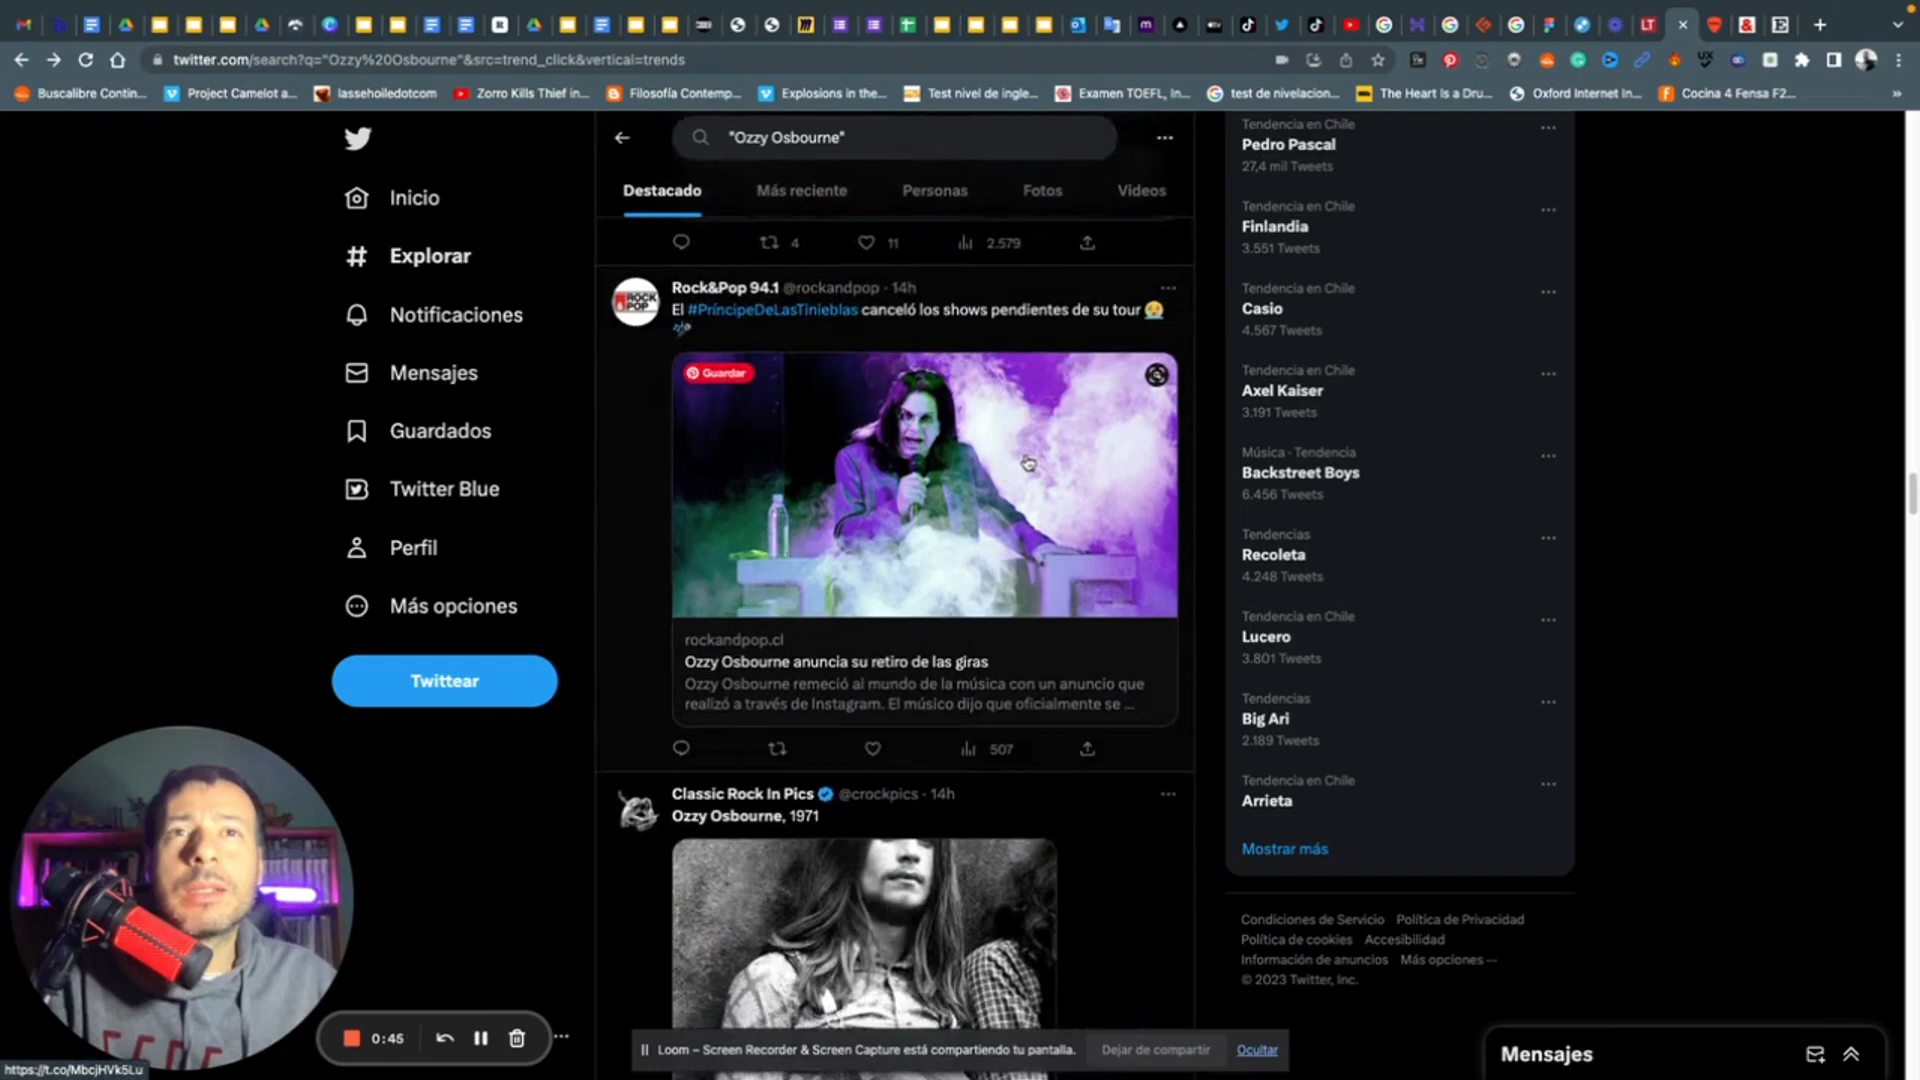 twitter.com/search?q="Ozzy%20Osbourne"&src=trend_click&vertical=trends
Buscalibre Contin...
Project Camelot a...
lassehoiledotcom
Zorro Kills Thief in...
Filosofía Contemp...
Explosions in the...
Test nivel de ingle...
Examen TOEFL, In...
test de nivelacion...
The Heart Is a Dru...
Oxford Internet In...
Cocina 4 Fensa F2...
»
Inicio
Explorar
Notificaciones
Mensajes
Guardados
Twitter Blue
Perfil
Más opciones
Twittear
"Ozzy Osbourne"
Destacado
Más reciente
Personas
Fotos
Videos
4
11
2.579
Rock&Pop 94.1 @rockandpop · 14h
El #PríncipeDeLasTinieblas canceló los shows pendientes de su tour
ROCK
POP
Guardar
rockandpop.cl
Ozzy Osbourne anuncia su retiro de las giras
Ozzy Osbourne remeció al mundo de la música con un anuncio que
realizó a través de Instagram. El músico dijo que oficialmente se ...
507
Classic Rock In Pics @crockpics · 14h
Ozzy Osbourne, 1971
Tendencia en Chile
Pedro Pascal
27,4 mil Tweets
Tendencia en Chile
Finlandia
3.551 Tweets
Tendencia en Chile
Casio
4.567 Tweets
Tendencia en Chile
Axel Kaiser
3.191 Tweets
Música · Tendencia
Backstreet Boys
6.456 Tweets
Tendencias
Recoleta
4.248 Tweets
Tendencia en Chile
Lucero
3.801 Tweets
Tendencias
Big Ari
2.189 Tweets
Tendencia en Chile
Arrieta
Mostrar más
Condiciones de Servicio Política de Privacidad
Política de cookies Accesibilidad
Información de anuncios Más opciones ···
© 2023 Twitter, Inc.
0:45
Loom – Screen Recorder & Screen Capture está compartiendo tu pantalla.
Dejar de compartir
Ocultar
Mensajes
https://t.co/MbcjHVk5Lu